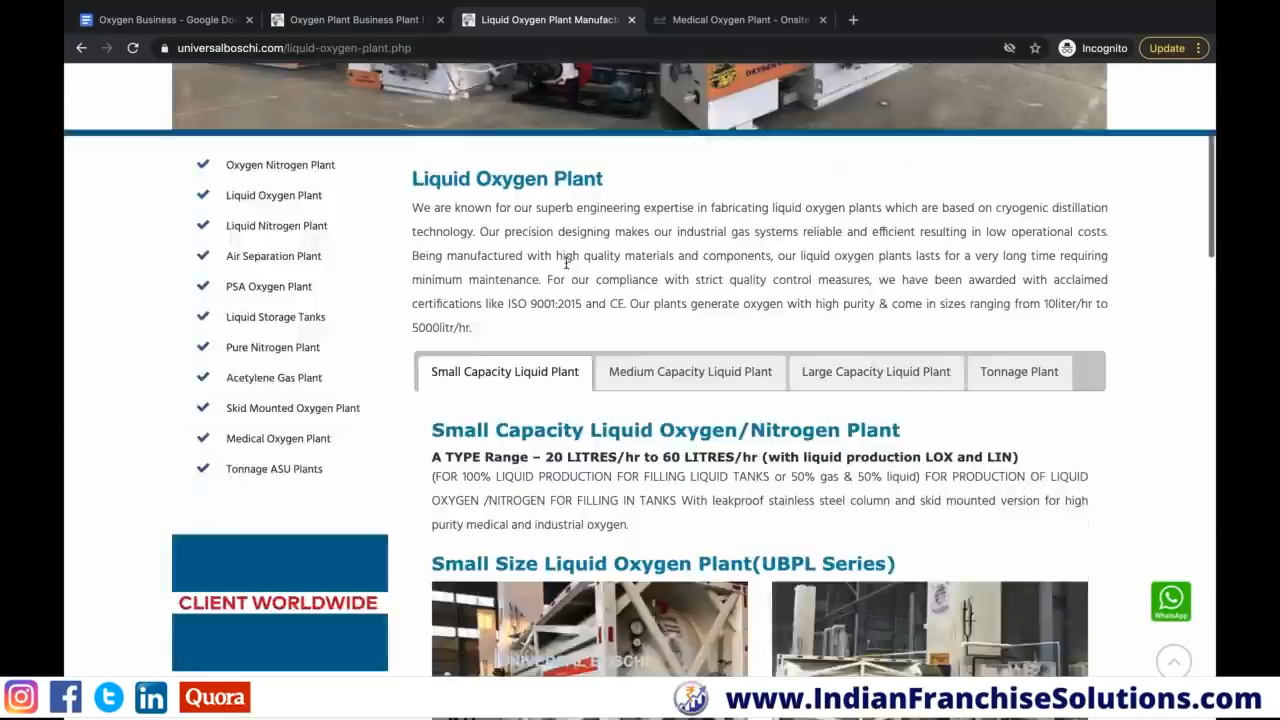 Oxygen Business - Google Do
Oxygen Plant Business Plant !
Liquid Oxygen Plant Manufact
Medical Oxygen Plant - Onsite
universalboschi.com/liquid-oxygen-plant.php
Incognito
Update
Oxygen Nitrogen Plant
Liquid Oxygen Plant
Liquid Nitrogen Plant
Air Separation Plant
PSA Oxygen Plant
Liquid Storage Tanks
Pure Nitrogen Plant
Acetylene Gas Plant
Skid Mounted Oxygen Plant
Medical Oxygen Plant
Tonnage ASU Plants
CLIENT WORLDWIDE
Liquid Oxygen Plant
We are known for our superb engineering expertise in fabricating liquid oxygen plants which are based on cryogenic distillation
technology. Our precision designing makes our industrial gas systems reliable and efficient resulting in low operational costs.
Being manufactured with high quality materials and components, our liquid oxygen plants lasts for a very long time requiring
minimum maintenance. For our compliance with strict quality control measures, we have been awarded with acclaimed
certifications like ISO 9001:2015 and CE. Our plants generate oxygen with high purity & come in sizes ranging from 10liter/hr to
5000litr/hr.
Small Capacity Liquid Plant
Medium Capacity Liquid Plant
Large Capacity Liquid Plant
Tonnage Plant
Small Capacity Liquid Oxygen/Nitrogen Plant
A TYPE Range – 20 LITRES/hr to 60 LITRES/hr (with liquid production LOX and LIN)
(FOR 100% LIQUID PRODUCTION FOR FILLING LIQUID TANKS or 50% gas & 50% liquid) FOR PRODUCTION OF LIQUID
OXYGEN /NITROGEN FOR FILLING IN TANKS With leakproof stainless steel column and skid mounted version for high
purity medical and industrial oxygen.
Small Size Liquid Oxygen Plant(UBPL Series)
UNIVERSAL BOSCHI
WhatsApp
Quora
www.IndianFranchiseSolutions.com